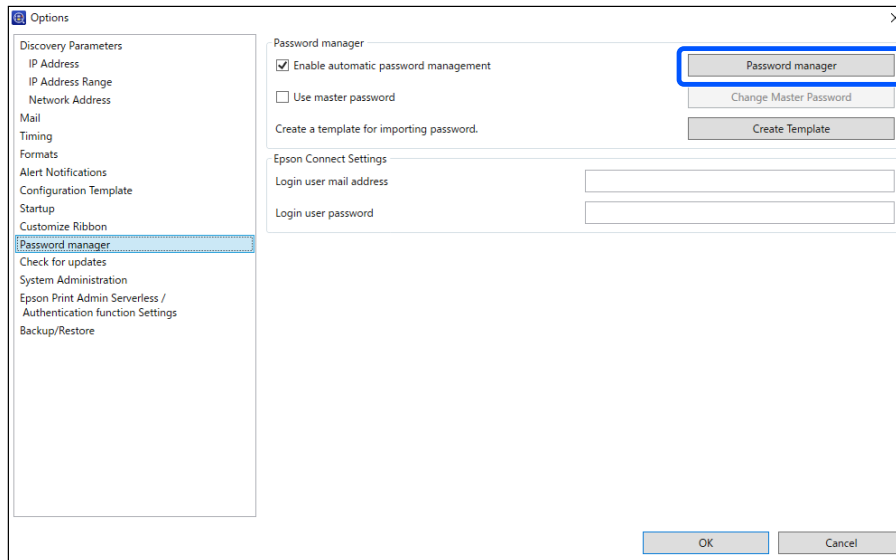 Options
Discovery Parameters
IP Address
IP Address Range
Network Address
Mail
Timing
Formats
Alert Notifications
Configuration Template
Startup
Customize Ribbon
Password manager
Check for updates
System Administration
Epson Print Admin Serverless /
Authentication function Settings
Backup/Restore
Password manager
Enable automatic password management
Password manager
Use master password
Change Master Password
Create a template for importing password.
Create Template
Epson Connect Settings
Login user mail address
Login user password
OK
Cancel